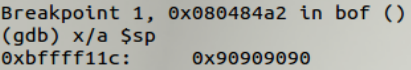 Breakpoint 1, 0x080484a2 in bof ()
(gdb) x/a $sp
0xbffff11c:     0x90909090